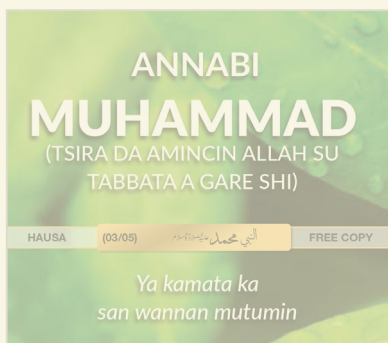 ANNABI
MUHAMMAD
(TSIRA DA AMINCIN ALLAH SU
TABBATA A GARE SHI)
HAUSA (03/05) النبي محمد FREE COPY
Ya kamata ka
san wannan mutumin